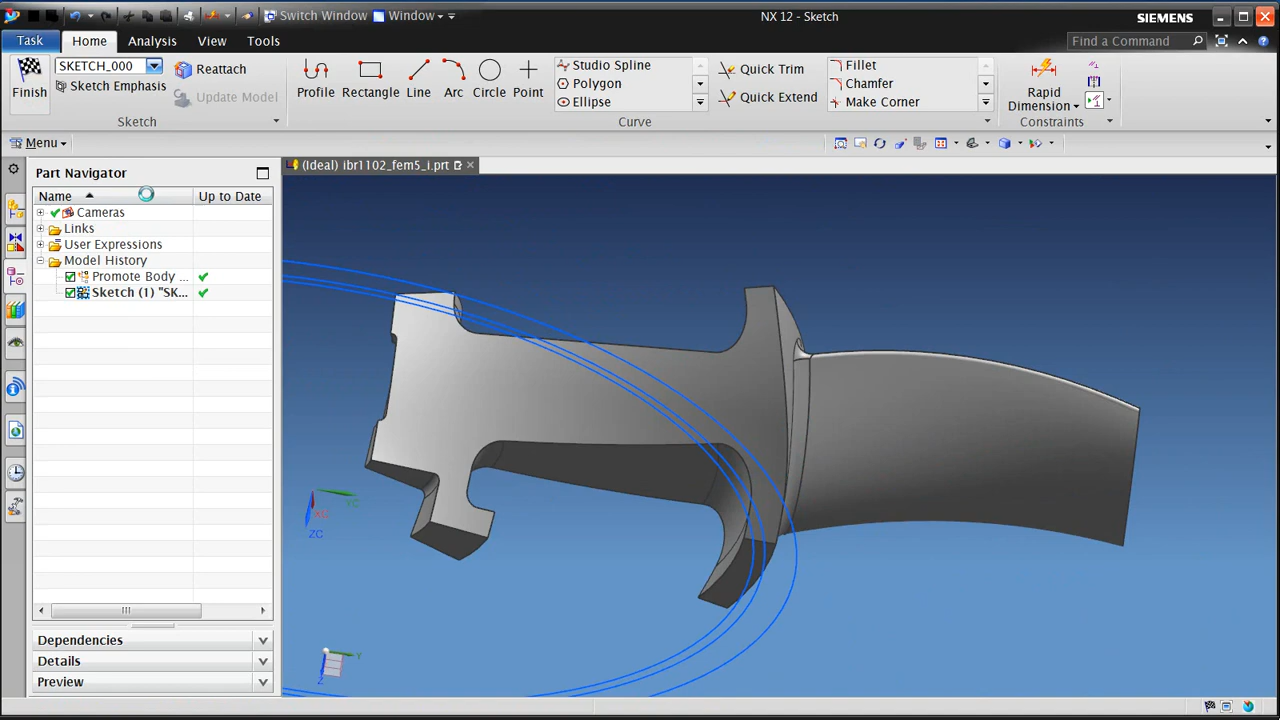 Switch Window Window NX 12 - Sketch SIEMENS
Task Home Analysis View Tools Find a Command
Finish SKETCH_000 Reattach Profile Rectangle Line Arc Circle Point Studio Spline Quick Trim Fillet Rapid Dimension
Sketch Emphasis Update Model Polygon Quick Extend Chamfer
Ellipse Make Corner
Sketch Curve Constraints
Menu
Part Navigator (Ideal) ibr1102_fem5_i.prt
Name Up to Date
Cameras
Links
User Expressions
Model History
Promote Body ...
Sketch (1) "SK...
YC
XC
ZC
Y
Z
Dependencies
Details
Preview